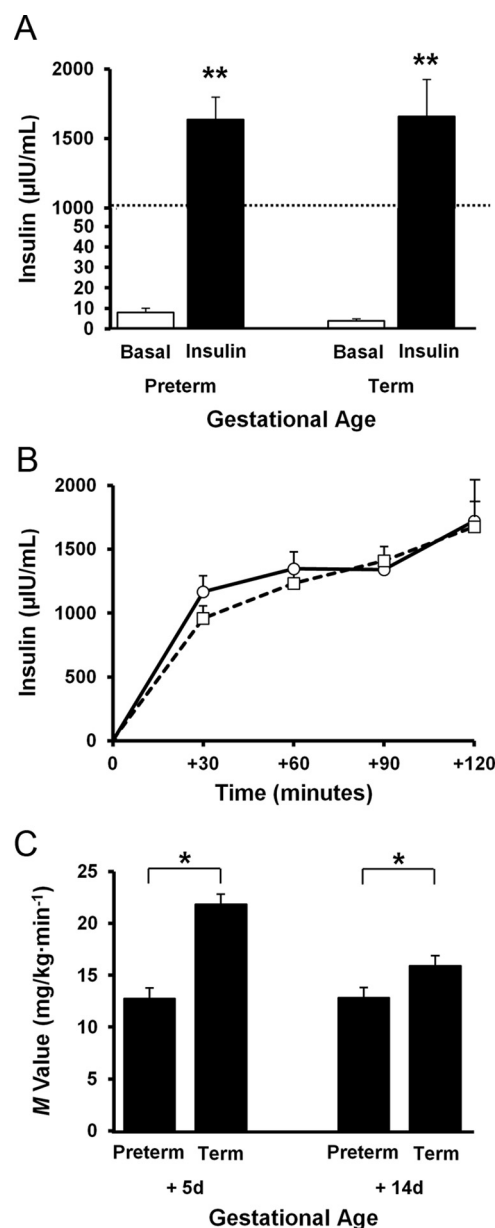 A
**
**
2000
1500
1000
50
40
30
20
10
0
Insulin (µIU/mL)
Basal Insulin Basal Insulin
Preterm Term
Gestational Age
B
2000
1500
1000
500
0
Insulin (µIU/mL)
0 +30 +60 +90 +120
Time (minutes)
C
*
*
25
20
15
10
5
0
M Value (mg/kg·min⁻¹)
Preterm Term Preterm Term
+ 5d + 14d
Gestational Age